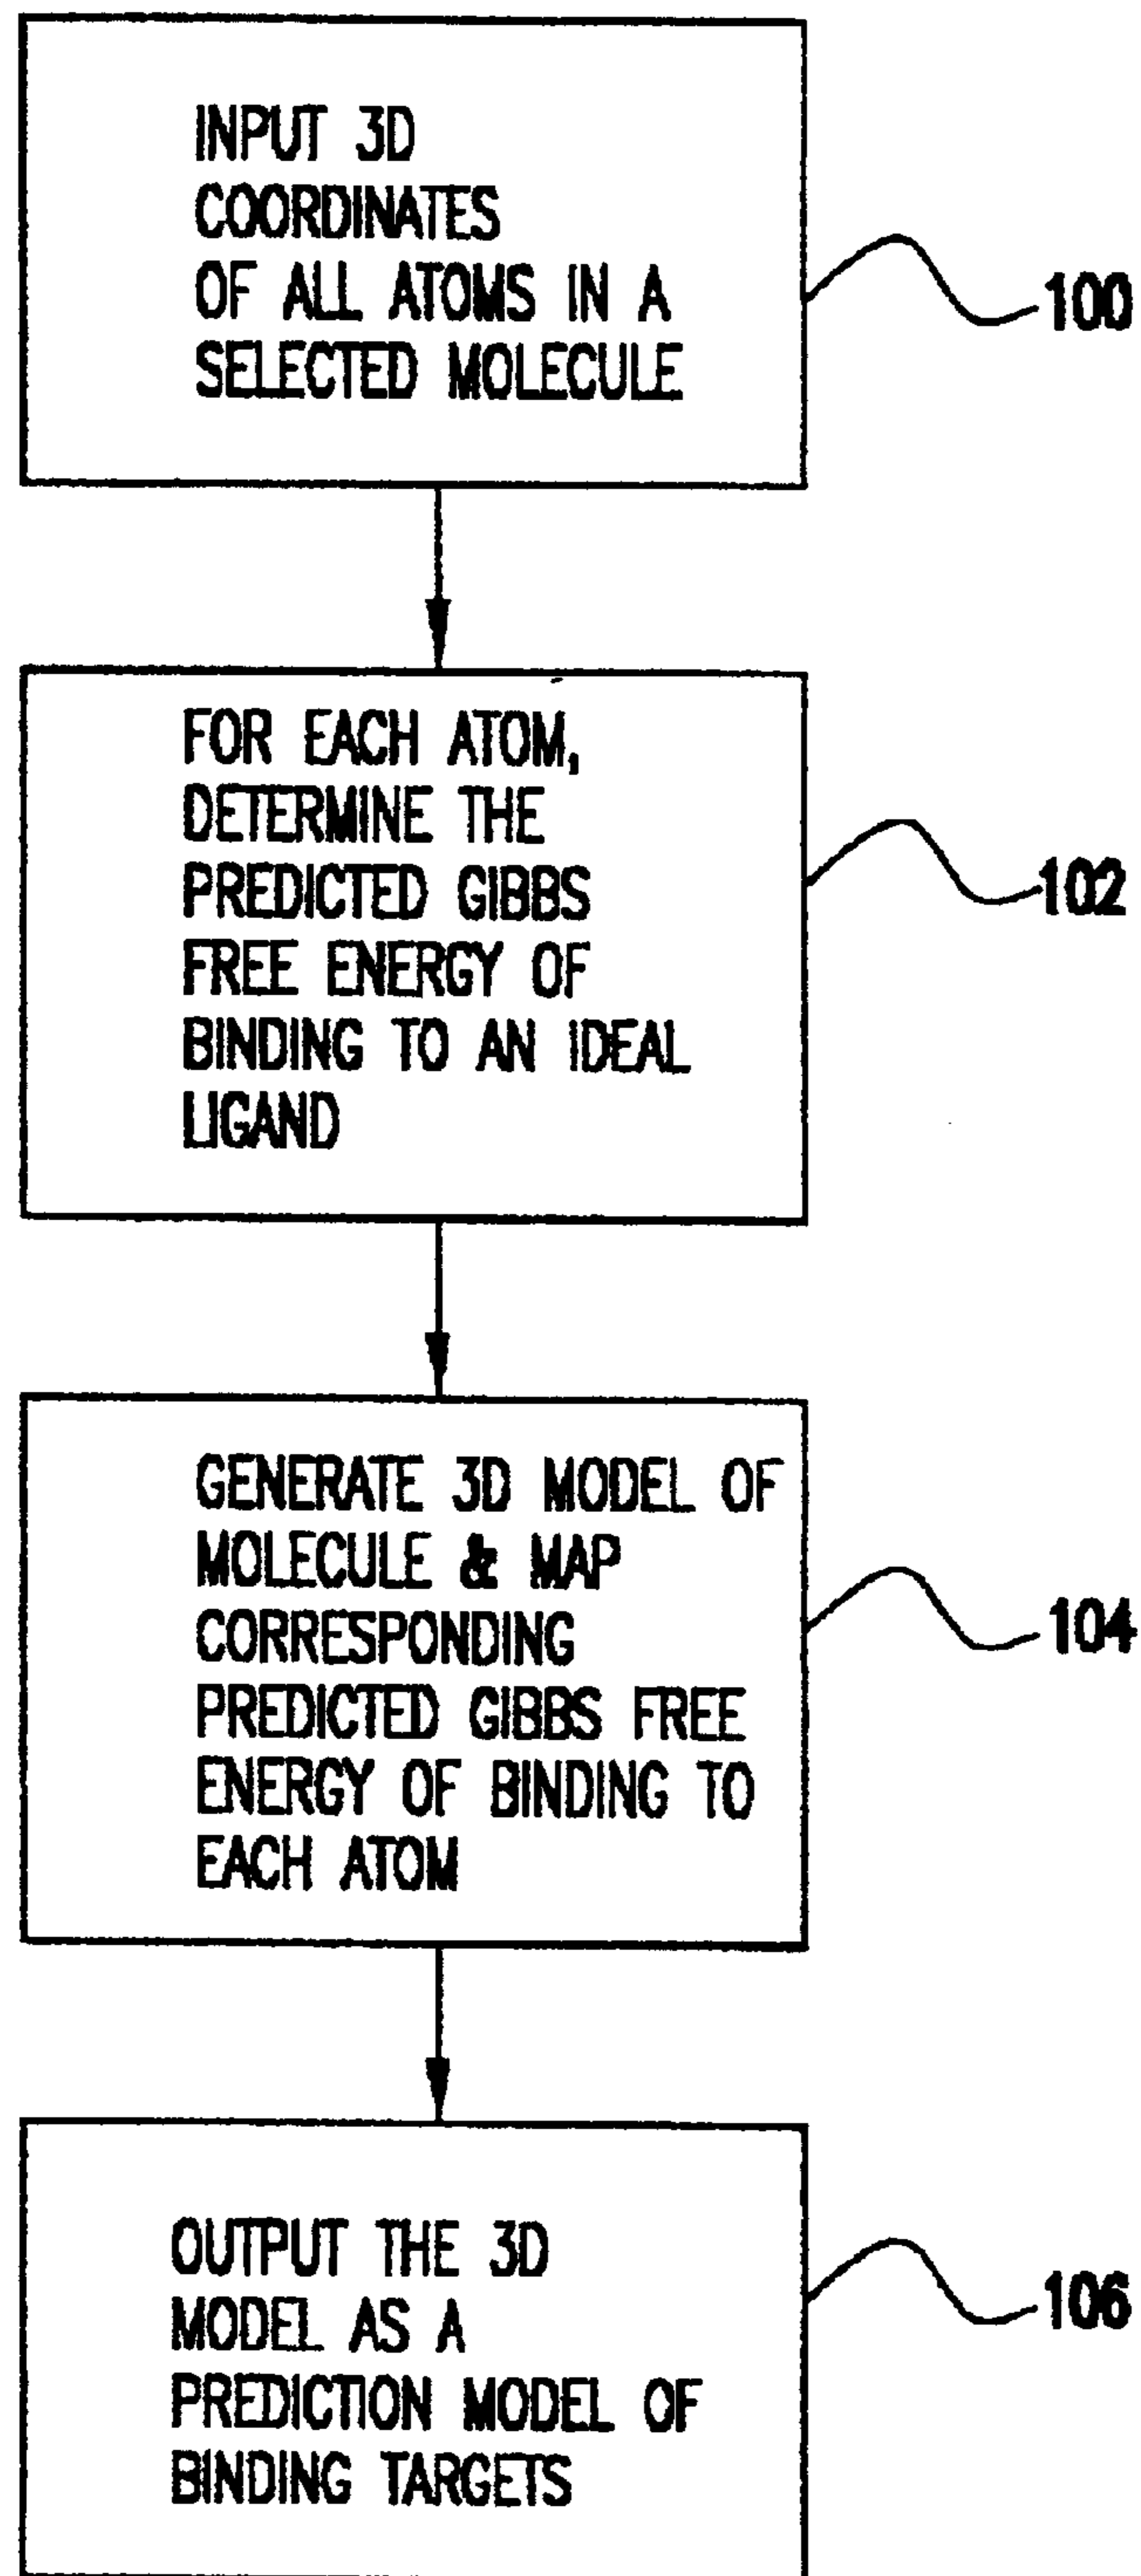 INPUT 3D
COORDINATES
OF ALL ATOMS IN A
SELECTED MOLECULE
100
FOR EACH ATOM,
DETERMINE THE
PREDICTED GIBBS
FREE ENERGY OF
BINDING TO AN IDEAL
LIGAND
102
GENERATE 3D MODEL OF
MOLECULE & MAP
CORRESPONDING
PREDICTED GIBBS FREE
ENERGY OF BINDING TO
EACH ATOM
104
OUTPUT THE 3D
MODEL AS A
PREDICTION MODEL OF
BINDING TARGETS
106